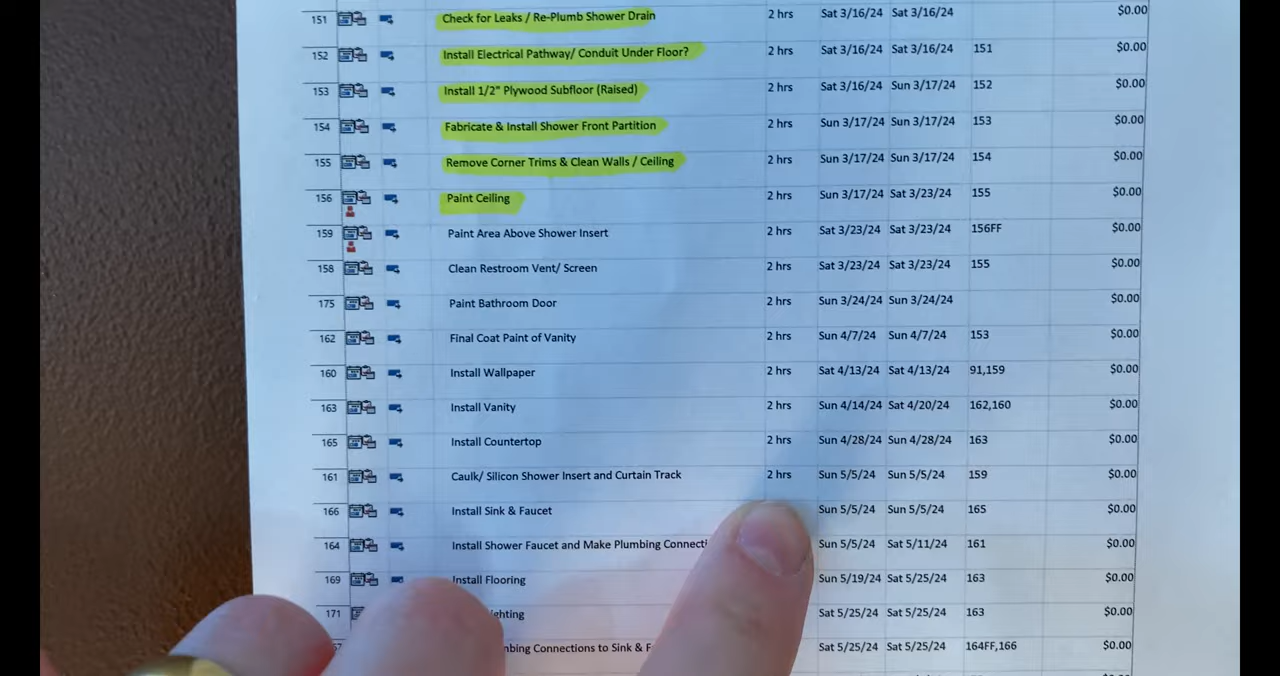 151 Check for Leaks / Re-Plumb Shower Drain 2 hrs Sat 3/16/24 Sat 3/16/24 $0.00
152 Install Electrical Pathway/ Conduit Under Floor? 2 hrs Sat 3/16/24 Sat 3/16/24 151 $0.00
153 Install 1/2" Plywood Subfloor (Raised) 2 hrs Sat 3/16/24 Sun 3/17/24 152 $0.00
154 Fabricate & Install Shower Front Partition 2 hrs Sun 3/17/24 Sun 3/17/24 153 $0.00
155 Remove Corner Trims & Clean Walls / Ceiling 2 hrs Sun 3/17/24 Sun 3/17/24 154 $0.00
156 Paint Ceiling 2 hrs Sun 3/17/24 Sat 3/23/24 155 $0.00
159 Paint Area Above Shower Insert 2 hrs Sat 3/23/24 Sat 3/23/24 156FF $0.00
158 Clean Restroom Vent/ Screen 2 hrs Sat 3/23/24 Sat 3/23/24 155 $0.00
175 Paint Bathroom Door 2 hrs Sun 3/24/24 Sun 3/24/24 $0.00
162 Final Coat Paint of Vanity 2 hrs Sun 4/7/24 Sun 4/7/24 153 $0.00
160 Install Wallpaper 2 hrs Sat 4/13/24 Sat 4/13/24 91,159 $0.00
163 Install Vanity 2 hrs Sun 4/14/24 Sat 4/20/24 162,160 $0.00
165 Install Countertop 2 hrs Sun 4/28/24 Sun 4/28/24 163 $0.00
161 Caulk/ Silicon Shower Insert and Curtain Track 2 hrs Sun 5/5/24 Sun 5/5/24 159 $0.00
166 Install Sink & Faucet Sun 5/5/24 Sun 5/5/24 165 $0.00
164 Install Shower Faucet and Make Plumbing Connecti Sun 5/5/24 Sat 5/11/24 161 $0.00
169 Install Flooring Sun 5/19/24 Sat 5/25/24 163 $0.00
171 ighting Sat 5/25/24 Sat 5/25/24 163 $0.00
mbing Connections to Sink & F Sat 5/25/24 Sat 5/25/24 164FF,166 $0.00